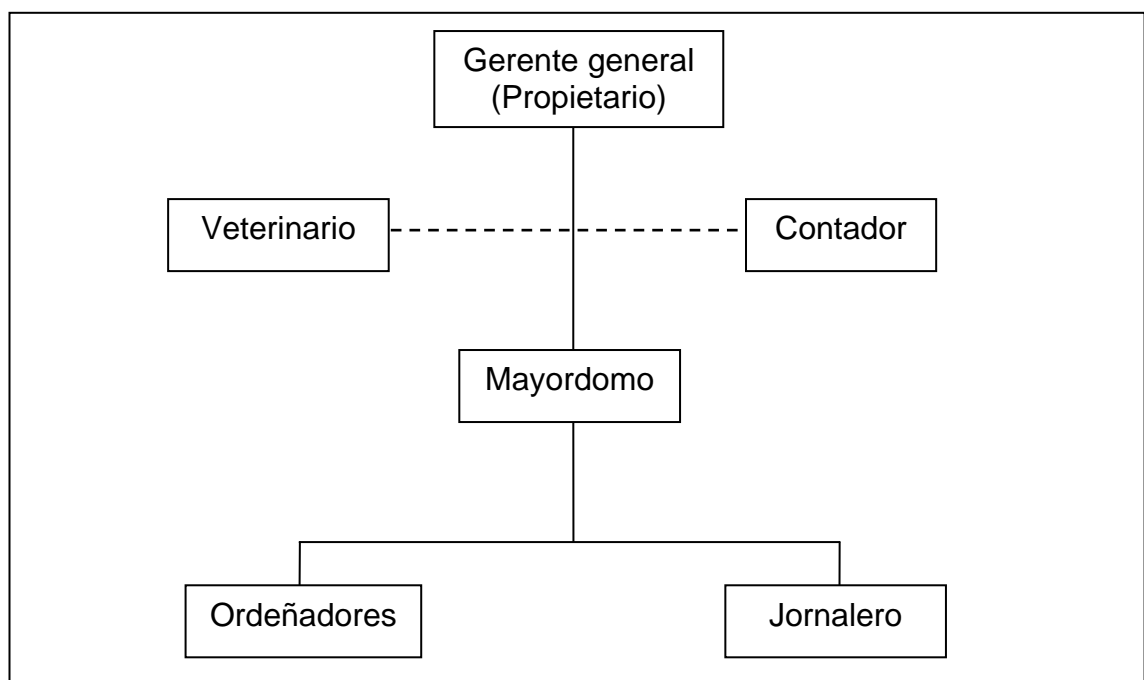 Gerente general
(Propietario)
Veterinario
Contador
Mayordomo
Ordeñadores
Jornalero